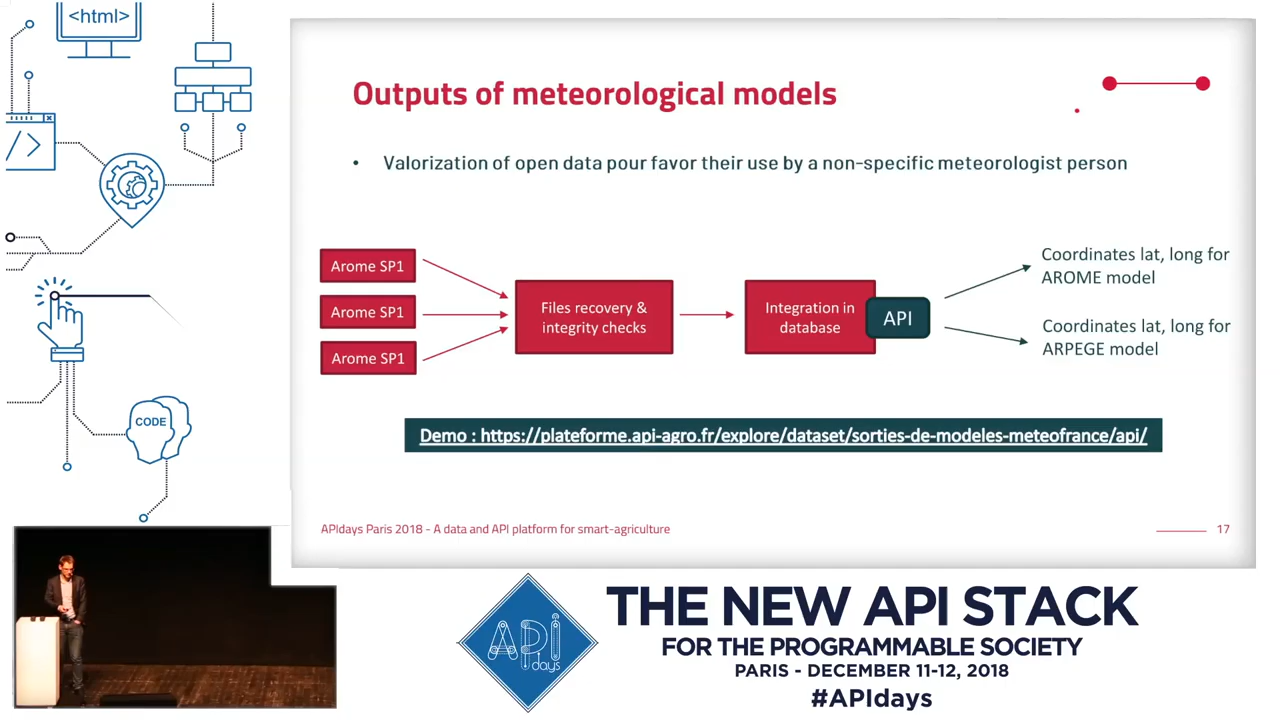 <html>
</>
CODE
Outputs of meteorological models
• Valorization of open data pour favor their use by a non-specific meteorologist person
Arome SP1
Arome SP1
Arome SP1
Files recovery &
integrity checks
Integration in
database
API
Coordinates lat, long for
AROME model
Coordinates lat, long for
ARPEGE model
Demo : https://plateforme.api-agro.fr/explore/dataset/sorties-de-modeles-meteofrance/api/
APIdays Paris 2018 - A data and API platform for smart-agriculture
17
API
days
THE NEW API STACK
FOR THE PROGRAMMABLE SOCIETY
PARIS - DECEMBER 11-12, 2018
#APIdays